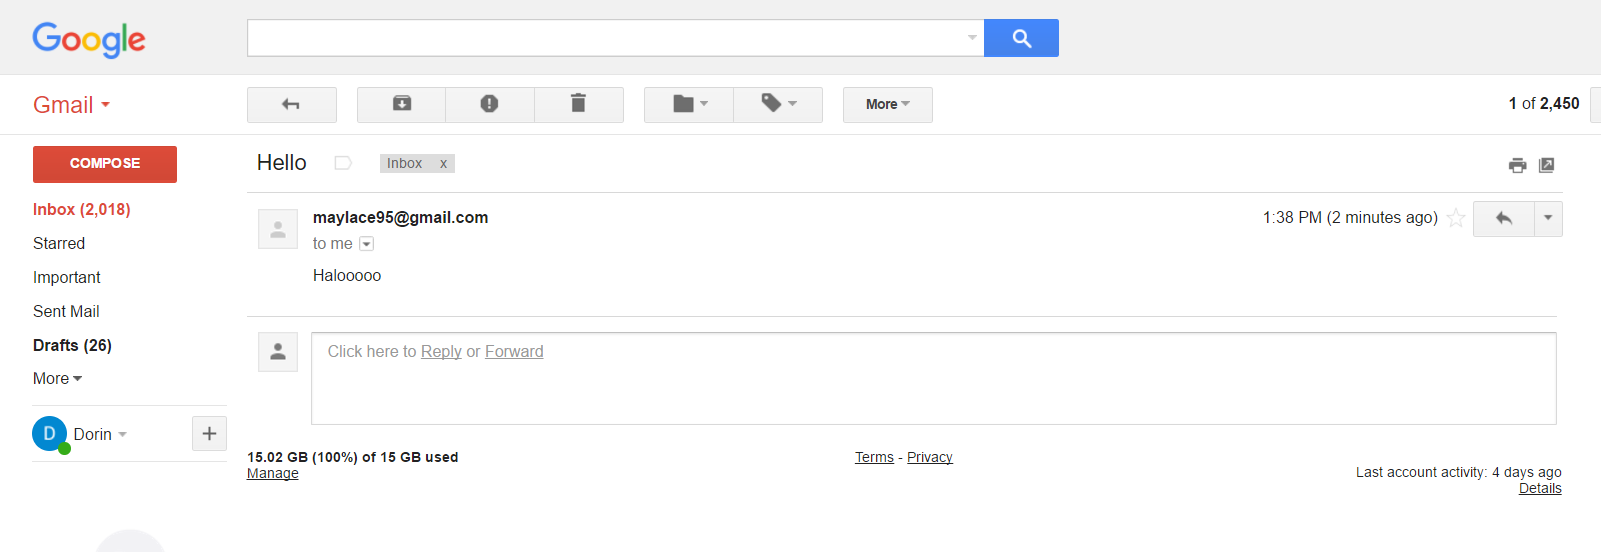 Google
Gmail
More
1 of 2,450
COMPOSE
Hello
Inbox x
Inbox (2,018)
Starred
Important
Sent Mail
Drafts (26)
More
D Dorin
maylace95@gmail.com
1:38 PM (2 minutes ago)
to me
Halooooo
Click here to Reply or Forward
15.02 GB (100%) of 15 GB used
Manage
Terms - Privacy
Last account activity: 4 days ago
Details